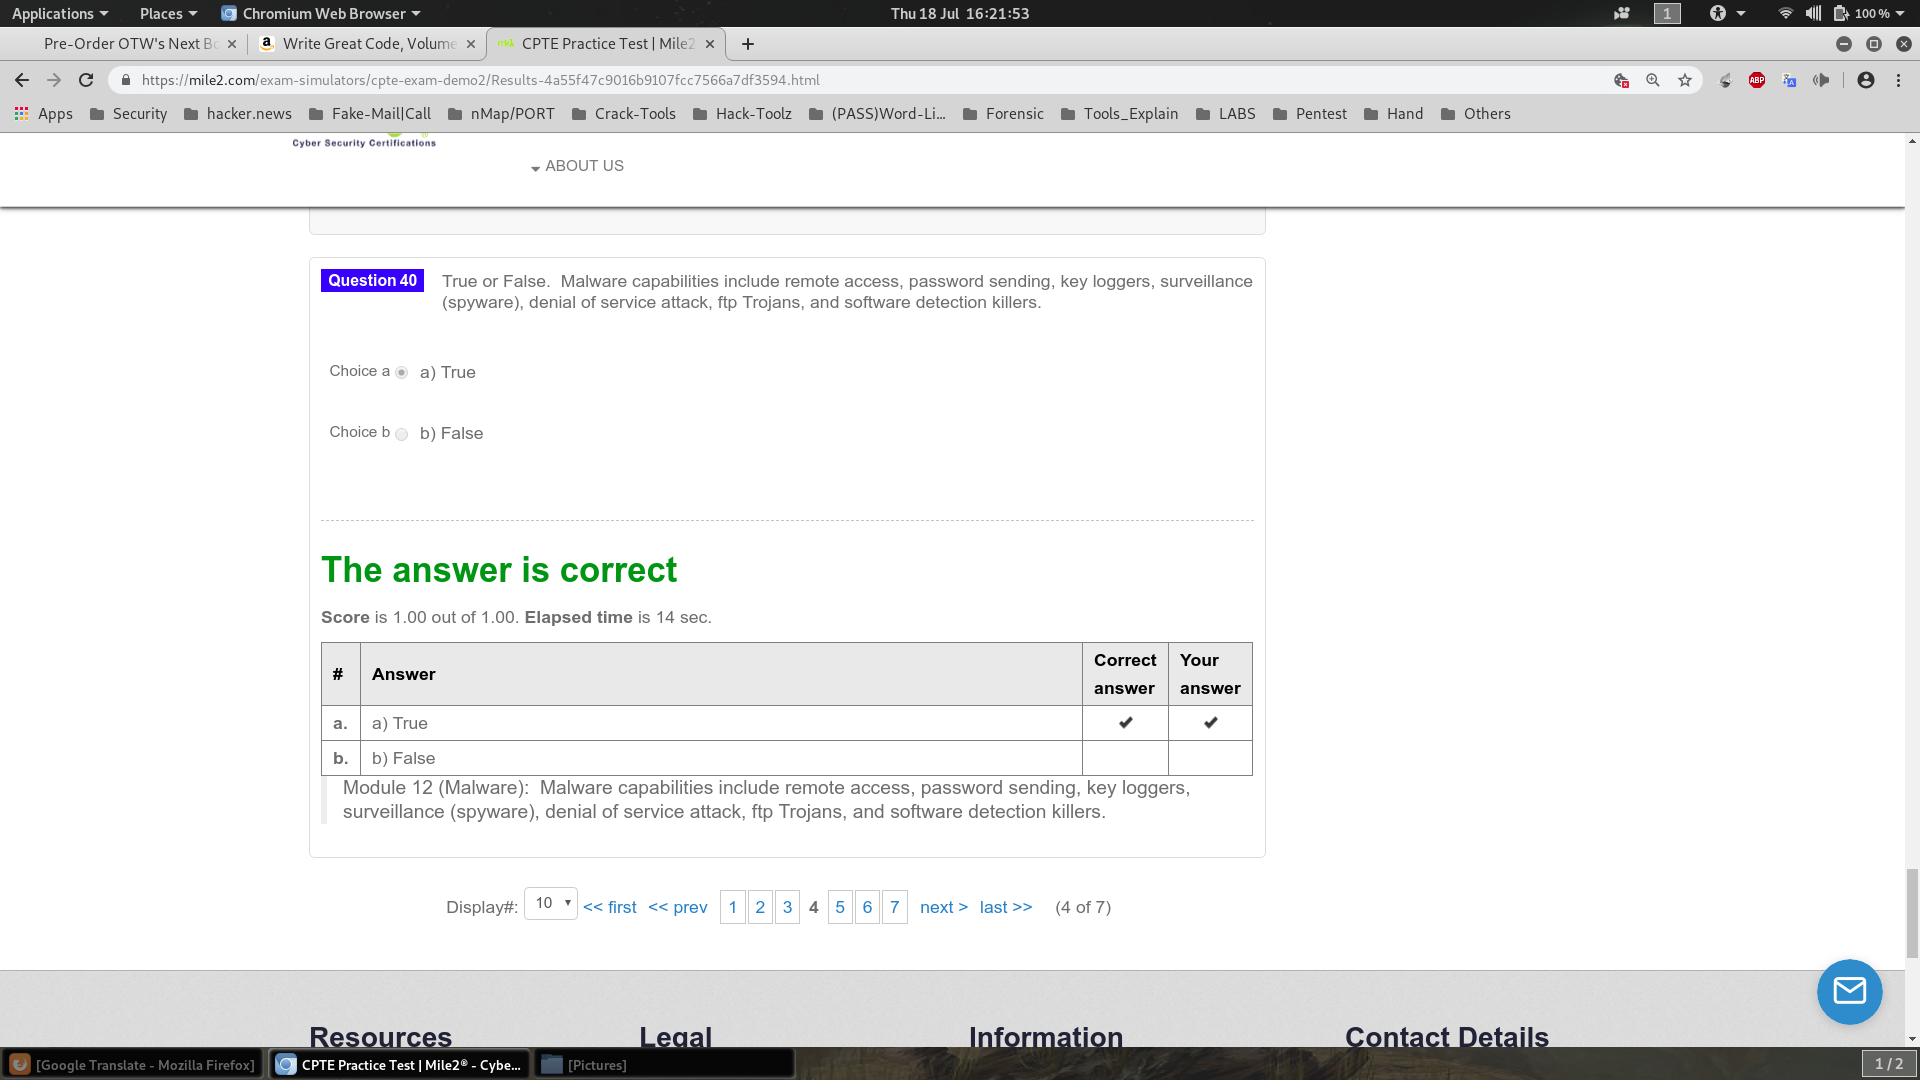 Applications Places Chromium Web Browser Thu 18 Jul 16:21:53 1 100 %
Pre-Order OTW's Next Bo Write Great Code, Volume CPTE Practice Test | Mile2
https://mile2.com/exam-simulators/cpte-exam-demo2/Results-4a55f47c9016b9107fcc7566a7df3594.html ABP
Apps Security hacker.news Fake-Mail|Call nMap/PORT Crack-Tools Hack-Toolz (PASS)Word-Li... Forensic Tools_Explain LABS Pentest Hand Others
Cyber Security Certifications
ABOUT US
Question 40 True or False. Malware capabilities include remote access, password sending, key loggers, surveillance
(spyware), denial of service attack, ftp Trojans, and software detection killers.
Choice a a) True
Choice b b) False
The answer is correct
Score is 1.00 out of 1.00. Elapsed time is 14 sec.
# Answer Correct answer Your answer
a. a) True
b. b) False
Module 12 (Malware): Malware capabilities include remote access, password sending, key loggers,
surveillance (spyware), denial of service attack, ftp Trojans, and software detection killers.
Display#: 10 << first << prev 1 2 3 4 5 6 7 next > last >> (4 of 7)
Resources Legal Information Contact Details
[Google Translate - Mozilla Firefox] CPTE Practice Test | Mile2® - Cybe... [Pictures] 1 / 2